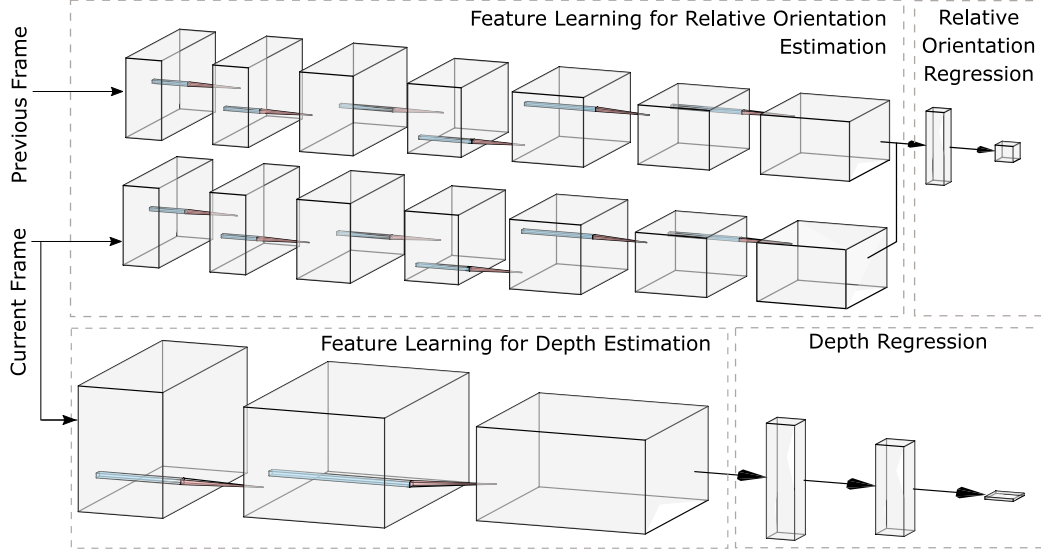 Feature Learning for Relative Orientation
Estimation
Relative
Orientation
Regression
Previous Frame
Current Frame
Feature Learning for Depth Estimation
Depth Regression